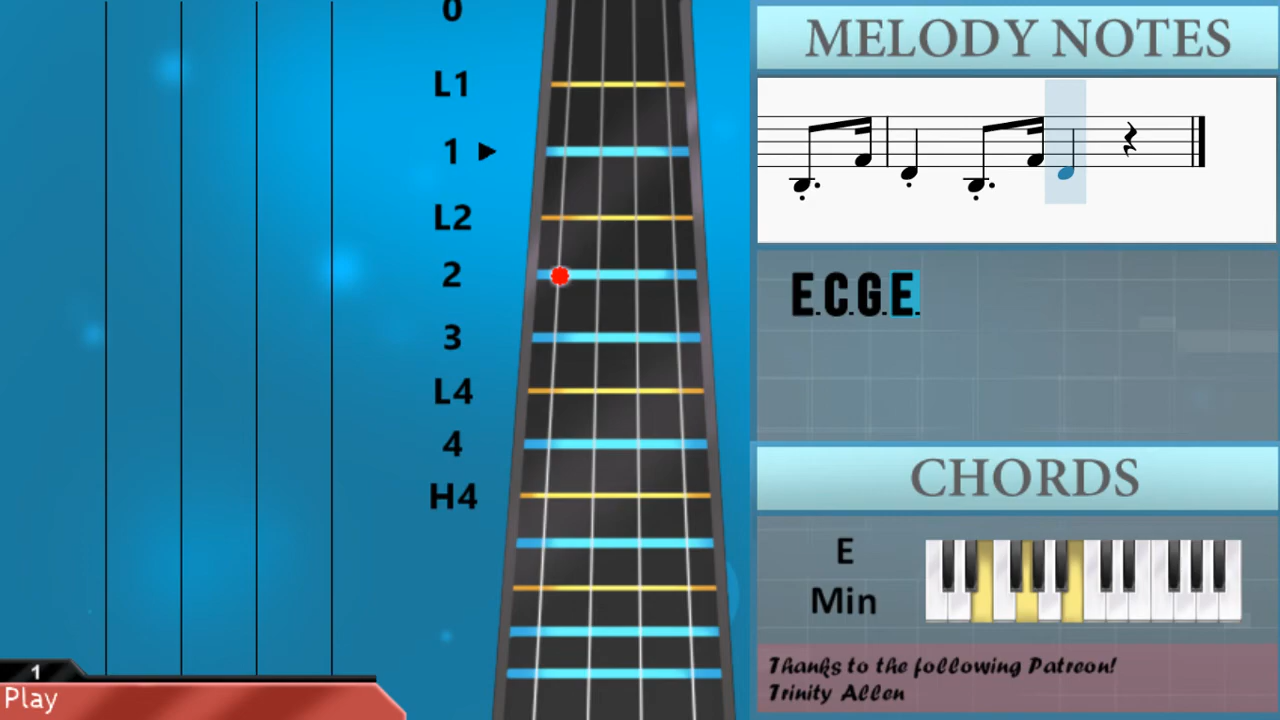 0
L1
1 ►
L2
2
3
L4
4
H4
1
Play
MELODY NOTES
E.C.G.E.
CHORDS
E
Min
Thanks to the following Patreon!
Trinity Allen